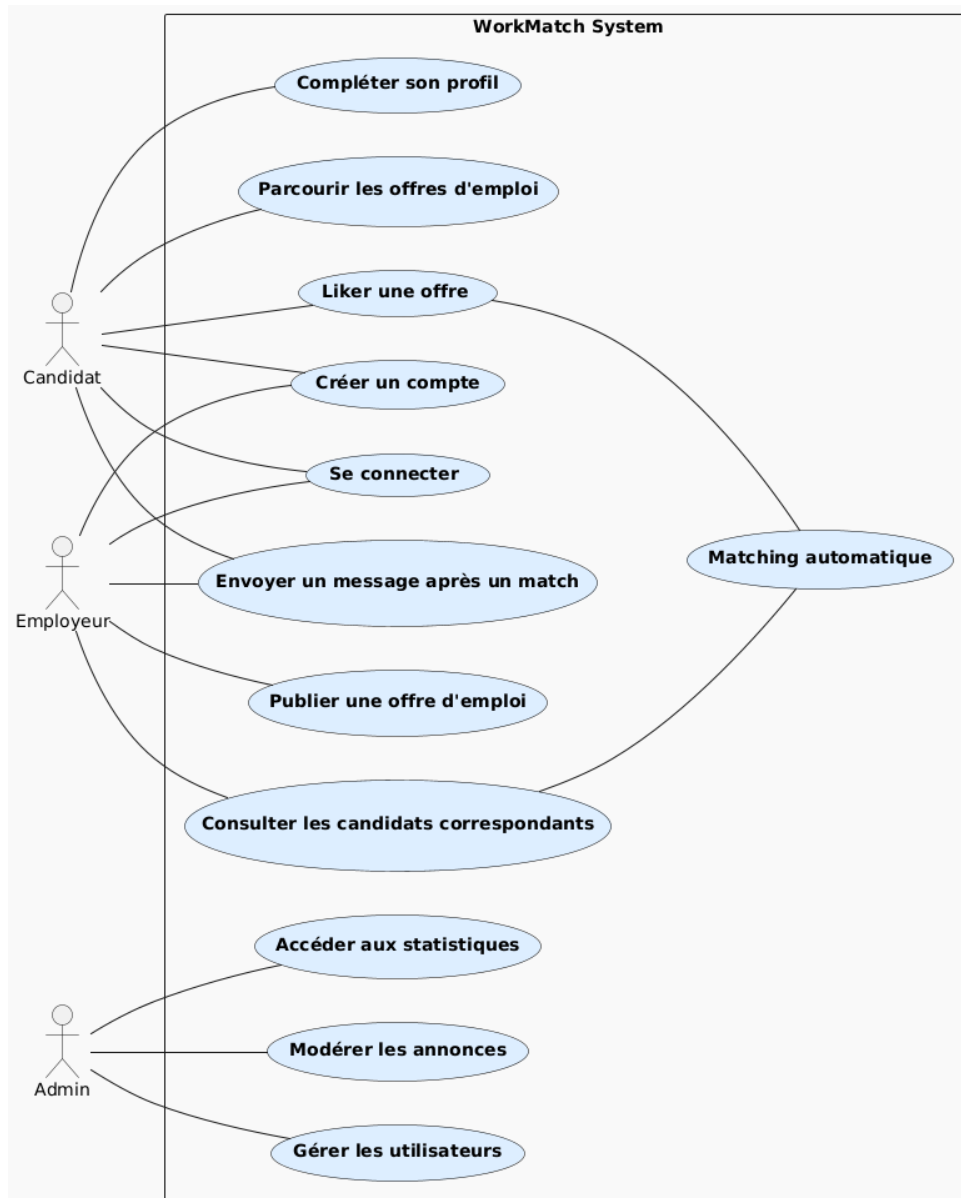 WorkMatch System
Compléter son profil
Parcourir les offres d'emploi
Liker une offre
Candidat
Créer un compte
Se connecter
Matching automatique
Envoyer un message après un match
Employeur
Publier une offre d'emploi
Consulter les candidats correspondants
Accéder aux statistiques
Modérer les annonces
Admin
Gérer les utilisateurs